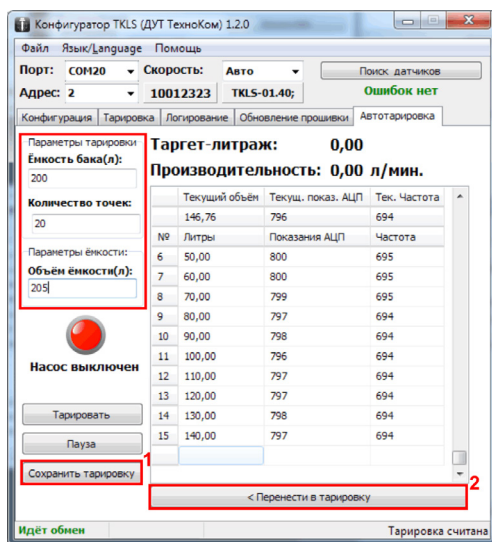 Конфигуратор TKLS (ДУТ ТехноКом) 1.2.0
Файл Язык/Language Помощь
Порт: COM20 Скорость: Авто Поиск датчиков
Адрес: 2 10012323 TKLS-01.40; Ошибок нет
Конфигурация Тарировка Логирование Обновление прошивки Автотарировка
Параметры тарировки
Ёмкость бака(л):
200
Количество точек:
20
Параметры ёмкости:
Объём ёмкости(л):
205
Насос выключен
Тарировать
Пауза
1
Сохранить тарировку
Таргет-литраж: 0,00
Производительность: 0,00 л/мин.
Текущий объём Текущ. показ. АЦП Тек. Частота
146,76 796 694
№ Литры Показания АЦП Частота
6 50,00 800 695
7 60,00 800 695
8 70,00 799 695
9 80,00 797 694
10 90,00 798 694
11 100,00 796 694
12 110,00 797 694
13 120,00 797 694
14 130,00 798 694
15 140,00 797 694
2
< Перенести в тарировку
Идёт обмен Тарировка считана